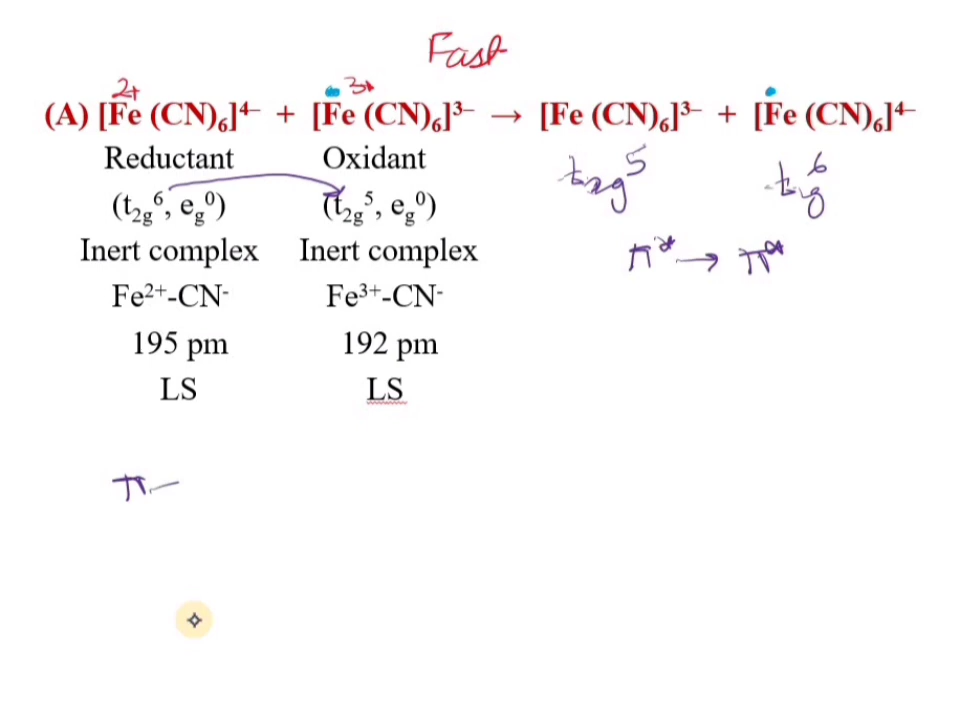 Fast
2+ 3+
(A) [Fe (CN)₆]⁴⁻ + [Fe (CN)₆]³⁻ → [Fe (CN)₆]³⁻ + [Fe (CN)₆]⁴⁻
Reductant Oxidant
(t₂g⁶, eg⁰) (t₂g⁵, eg⁰) t₂g⁵ t₂g⁶
Inert complex Inert complex π* → π*
Fe²⁺-CN⁻ Fe³⁺-CN⁻
195 pm 192 pm
LS LS
π–